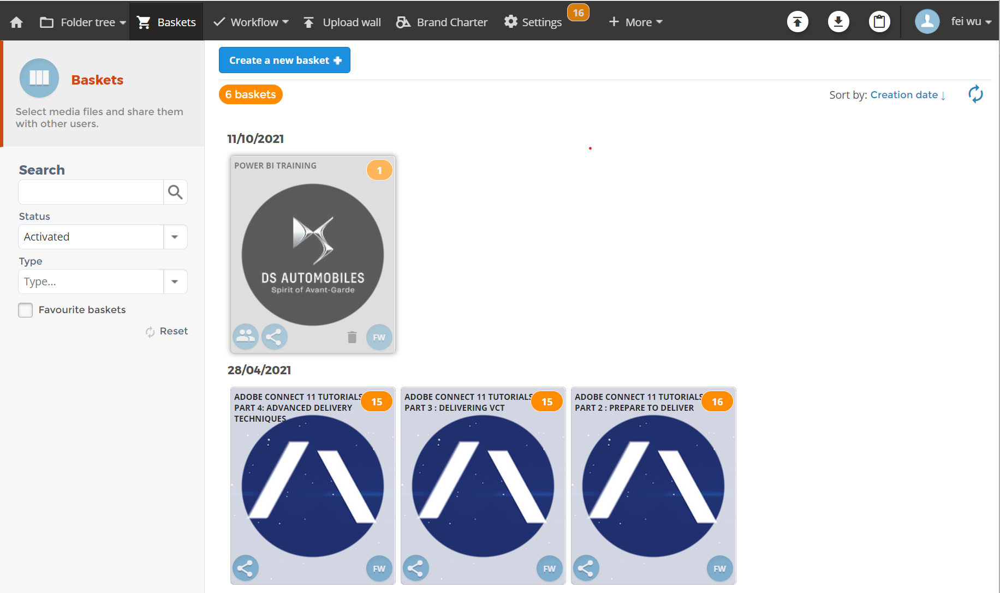 Folder tree
Baskets
Workflow
Upload wall
Brand Charter
Settings
16
More
fei wu
Baskets
Select media files and share them
with other users.
Search
Status
Activated
Type
Type...
Favourite baskets
Reset
Create a new basket
6 baskets
Sort by: Creation date ↓
11/10/2021
POWER BI TRAINING
1
DS AUTOMOBILES
Spirit of Avant-Garde
FW
28/04/2021
ADOBE CONNECT 11 TUTORIALS
PART 4: ADVANCED DELIVERY
TECHNIQUES
15
FW
ADOBE CONNECT 11 TUTORIALS
PART 3 : DELIVERING VCT
15
FW
ADOBE CONNECT 11 TUTORIALS
PART 2 : PREPARE TO DELIVER
16
FW